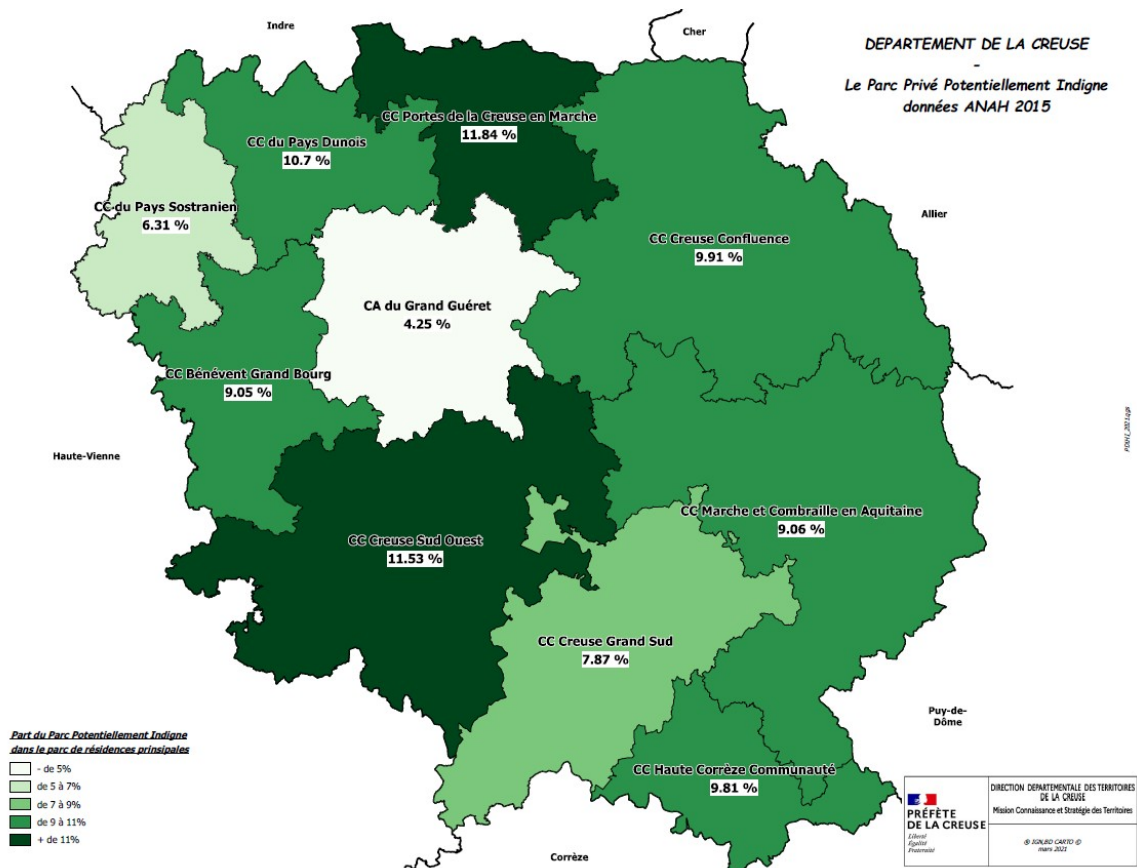 Indre
Cher
DEPARTEMENT DE LA CREUSE
-
Le Parc Privé Potentiellement Indigne
données ANAH 2015
CC Portes de la Creuse en Marche
11.84 %
CC du Pays Dunois
10.7 %
CC du Pays Sostranien
6.31 %
Allier
CC Creuse Confluence
9.91 %
CA du Grand Guéret
4.25 %
CC Bénévent Grand Bourg
9.05 %
Haute-Vienne
CC Marche et Combraille en Aquitaine
9.06 %
CC Creuse Sud Ouest
11.53 %
CC Creuse Grand Sud
7.87 %
Puy-de-
Dôme
CC Haute Corrèze Communauté
9.81 %
Corrèze
Part du Parc Potentiellement Indigne
dans le parc de résidences prinsipales
- de 5%
de 5 à 7%
de 7 à 9%
de 9 à 11%
+ de 11%
PRÉFÈTE
DE LA CREUSE
Liberté
Égalité
Fraternité
DIRECTION DEPARTEMENTALE DES TERRITOIRES
DE LA CREUSE
Mission Connaissance et Stratégie des Territoires
© IGN,BD CARTO ©
mars 2021